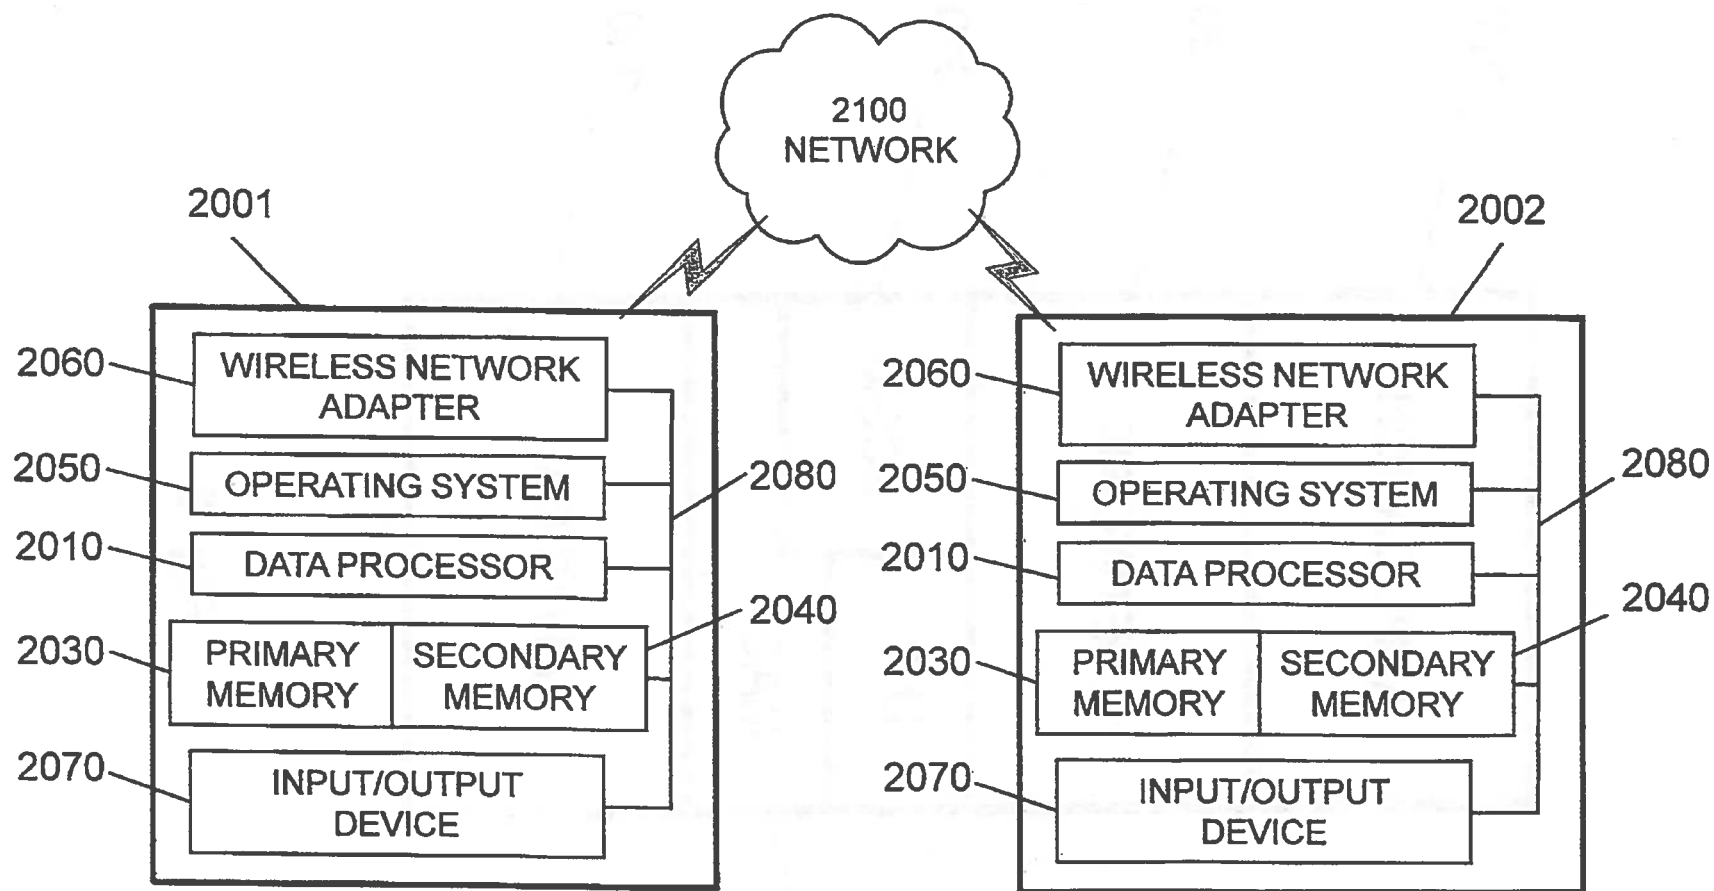 2100
NETWORK
2001
2002
2060
WIRELESS NETWORK
ADAPTER
2050
OPERATING SYSTEM
2080
2010
DATA PROCESSOR
2040
2030
PRIMARY
MEMORY
SECONDARY
MEMORY
2070
INPUT/OUTPUT
DEVICE
2060
WIRELESS NETWORK
ADAPTER
2050
OPERATING SYSTEM
2080
2010
DATA PROCESSOR
2040
2030
PRIMARY
MEMORY
SECONDARY
MEMORY
2070
INPUT/OUTPUT
DEVICE